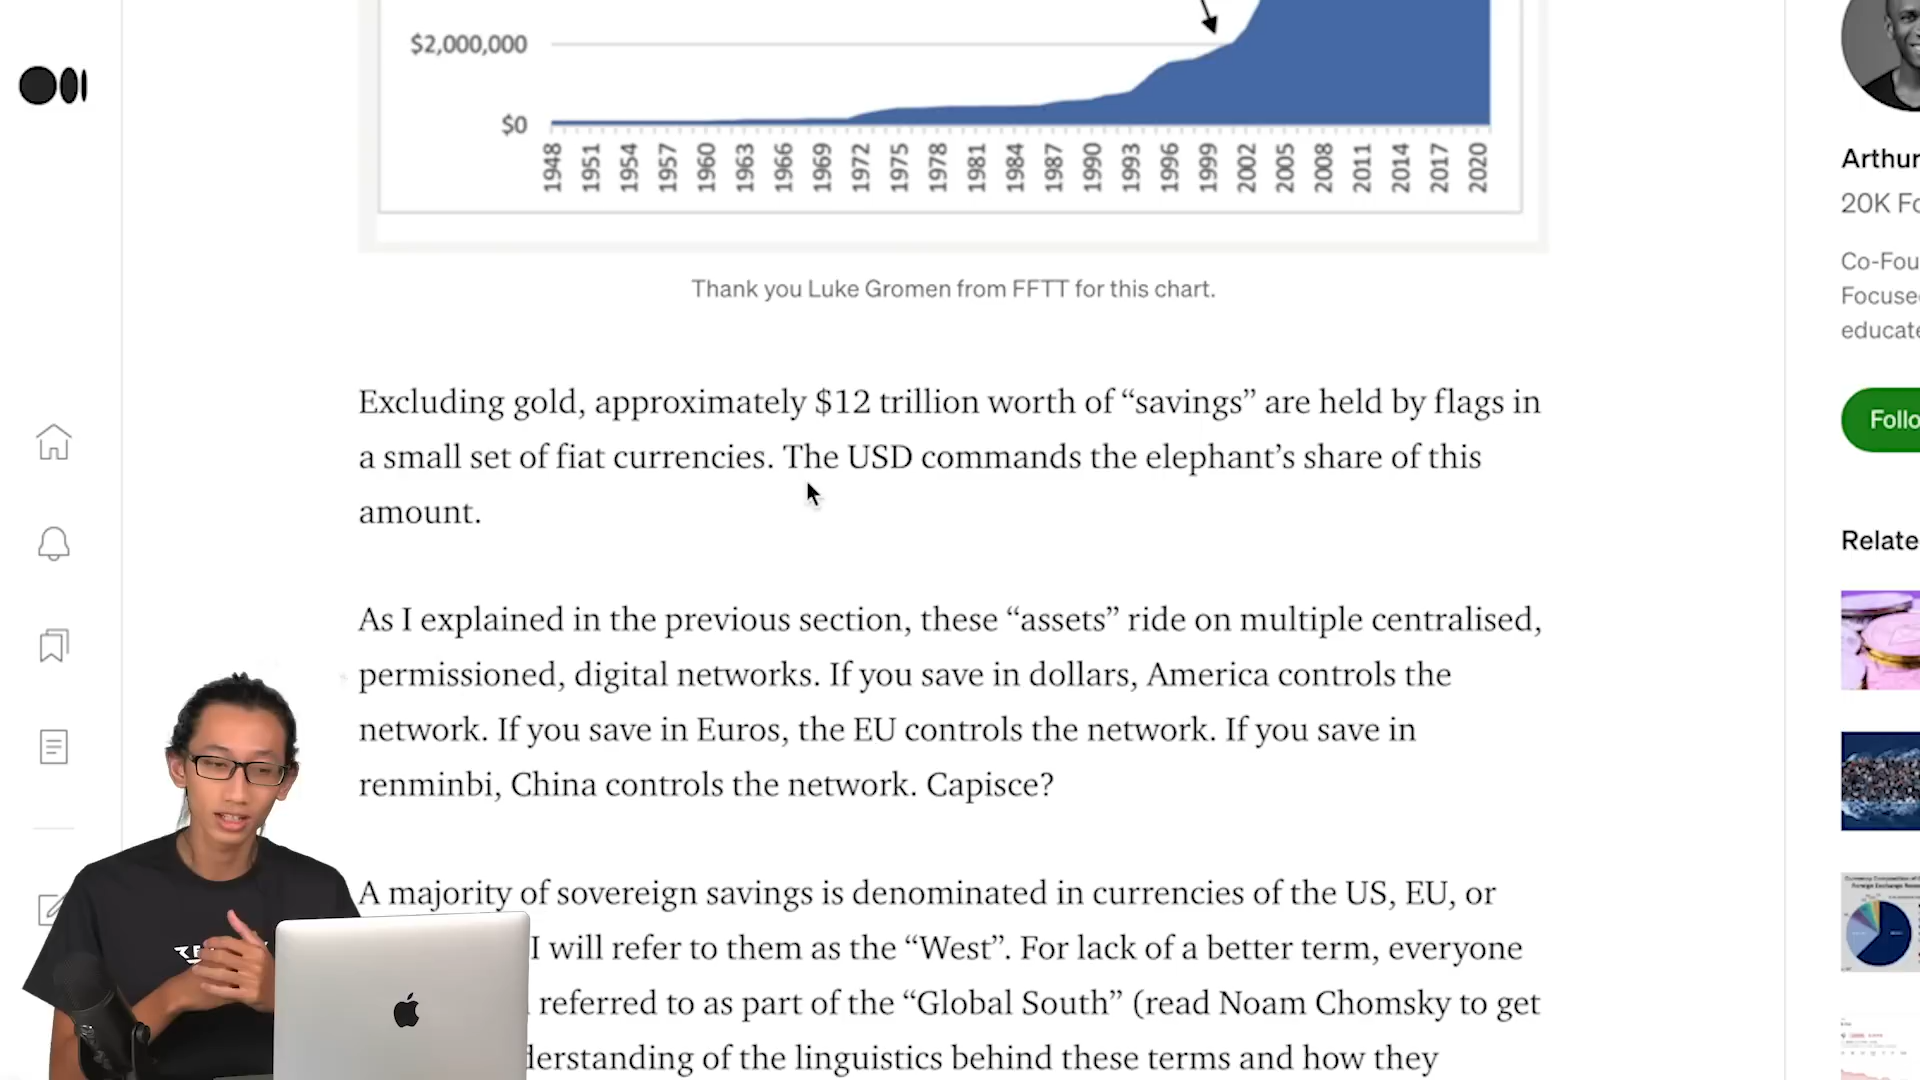 $2,000,000
$0
1948 1951 1954 1957 1960 1963 1966 1969 1972 1975 1978 1981 1984 1987 1990 1993 1996 1999 2002 2005 2008 2011 2014 2017 2020
Thank you Luke Gromen from FFTT for this chart.
Excluding gold, approximately $12 trillion worth of “savings” are held by flags in
a small set of fiat currencies. The USD commands the elephant’s share of this
amount.
As I explained in the previous section, these “assets” ride on multiple centralised,
permissioned, digital networks. If you save in dollars, America controls the
network. If you save in Euros, the EU controls the network. If you save in
renminbi, China controls the network. Capisce?
A majority of sovereign savings is denominated in currencies of the US, EU, or
I will refer to them as the “West”. For lack of a better term, everyone
referred to as part of the “Global South” (read Noam Chomsky to get
derstanding of the linguistics behind these terms and how they
Arthur
20K Fo
Co-Fou
Focuse
educate
Follo
Relate